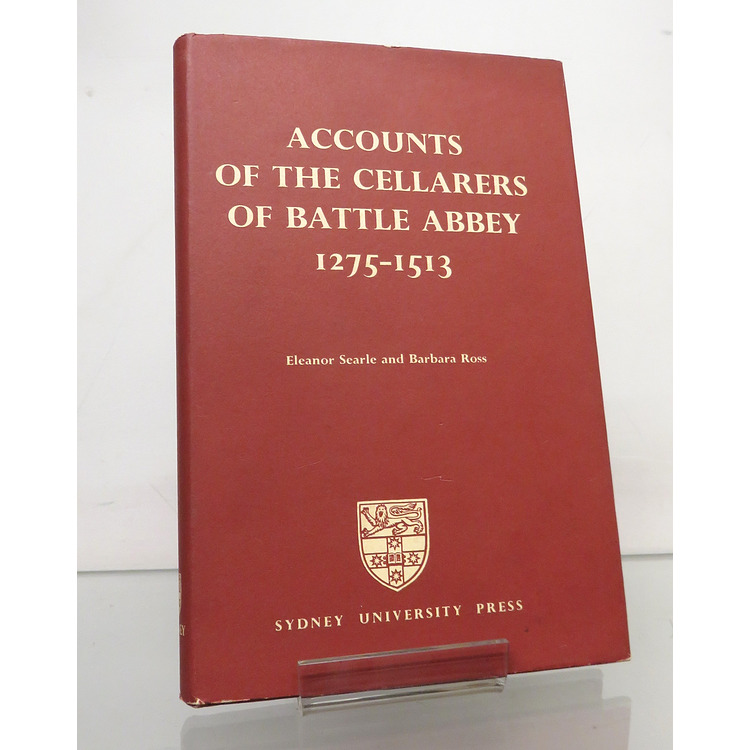 ACCOUNTS
OF THE CELLARERS
OF BATTLE ABBEY
1275-1513
Eleanor Searle and Barbara Ross
SYDNEY UNIVERSITY PRESS